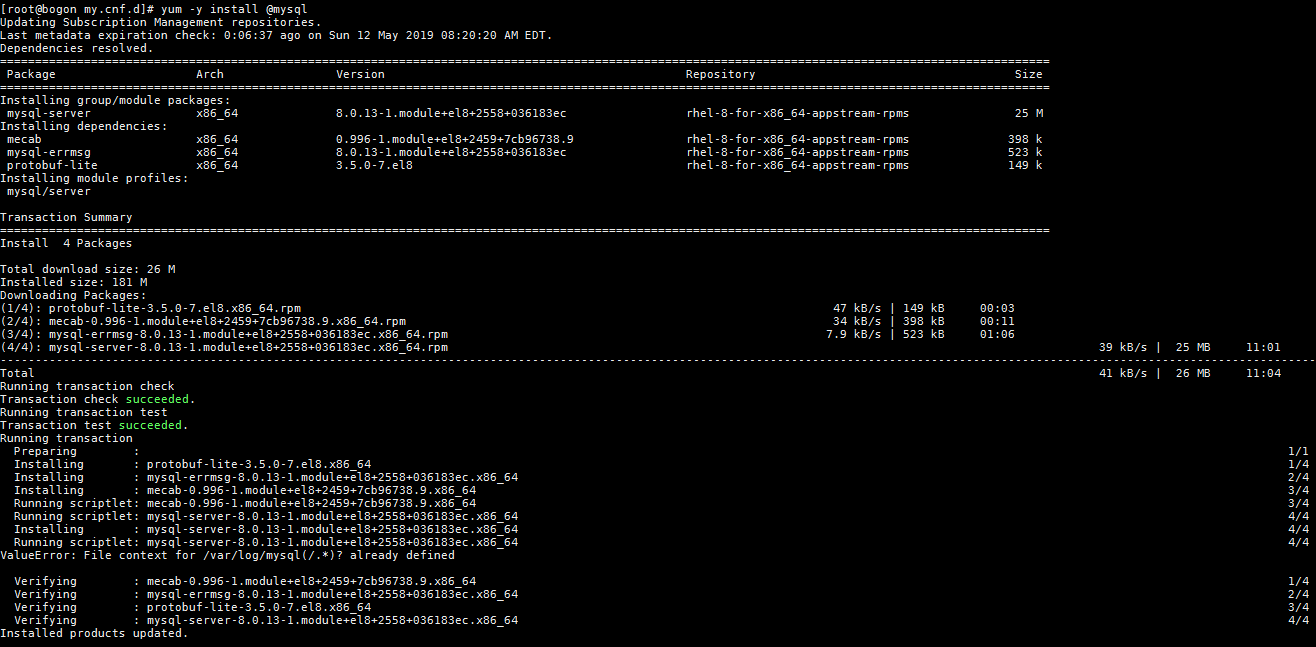 [root@bogon my.cnf.d]# yum -y install @mysql
Updating Subscription Management repositories.
Last metadata expiration check: 0:06:37 ago on Sun 12 May 2019 08:20:20 AM EDT.
Dependencies resolved.
======================================================================================================================================================
 Package                    Arch                Version                                           Repository                                     Size
======================================================================================================================================================
Installing group/module packages:
 mysql-server               x86_64              8.0.13-1.module+el8+2558+036183ec                 rhel-8-for-x86_64-appstream-rpms               25 M
Installing dependencies:
 mecab                      x86_64              0.996-1.module+el8+2459+7cb96738.9                rhel-8-for-x86_64-appstream-rpms              398 k
 mysql-errmsg               x86_64              8.0.13-1.module+el8+2558+036183ec                 rhel-8-for-x86_64-appstream-rpms              523 k
 protobuf-lite              x86_64              3.5.0-7.el8                                       rhel-8-for-x86_64-appstream-rpms              149 k
Installing module profiles:
 mysql/server

Transaction Summary
======================================================================================================================================================
Install  4 Packages

Total download size: 26 M
Installed size: 181 M
Downloading Packages:
(1/4): protobuf-lite-3.5.0-7.el8.x86_64.rpm                                    47 kB/s | 149 kB     00:03
(2/4): mecab-0.996-1.module+el8+2459+7cb96738.9.x86_64.rpm                     34 kB/s | 398 kB     00:11
(3/4): mysql-errmsg-8.0.13-1.module+el8+2558+036183ec.x86_64.rpm              7.9 kB/s | 523 kB     01:06
(4/4): mysql-server-8.0.13-1.module+el8+2558+036183ec.x86_64.rpm               39 kB/s |  25 MB     11:01
--------------------------------------------------------------------------------------------------------------------------------------------------------------------------------------------
Total                                                                          41 kB/s |  26 MB     11:04
Running transaction check
Transaction check succeeded.
Running transaction test
Transaction test succeeded.
Running transaction
  Preparing        :                                                            1/1
  Installing       : protobuf-lite-3.5.0-7.el8.x86_64                           1/4
  Installing       : mysql-errmsg-8.0.13-1.module+el8+2558+036183ec.x86_64      2/4
  Installing       : mecab-0.996-1.module+el8+2459+7cb96738.9.x86_64            3/4
  Running scriptlet: mecab-0.996-1.module+el8+2459+7cb96738.9.x86_64            3/4
  Running scriptlet: mysql-server-8.0.13-1.module+el8+2558+036183ec.x86_64      4/4
  Installing       : mysql-server-8.0.13-1.module+el8+2558+036183ec.x86_64      4/4
  Running scriptlet: mysql-server-8.0.13-1.module+el8+2558+036183ec.x86_64      4/4
ValueError: File context for /var/log/mysql(/.*)? already defined

  Verifying        : mecab-0.996-1.module+el8+2459+7cb96738.9.x86_64            1/4
  Verifying        : mysql-errmsg-8.0.13-1.module+el8+2558+036183ec.x86_64      2/4
  Verifying        : protobuf-lite-3.5.0-7.el8.x86_64                           3/4
  Verifying        : mysql-server-8.0.13-1.module+el8+2558+036183ec.x86_64      4/4
Installed products updated.